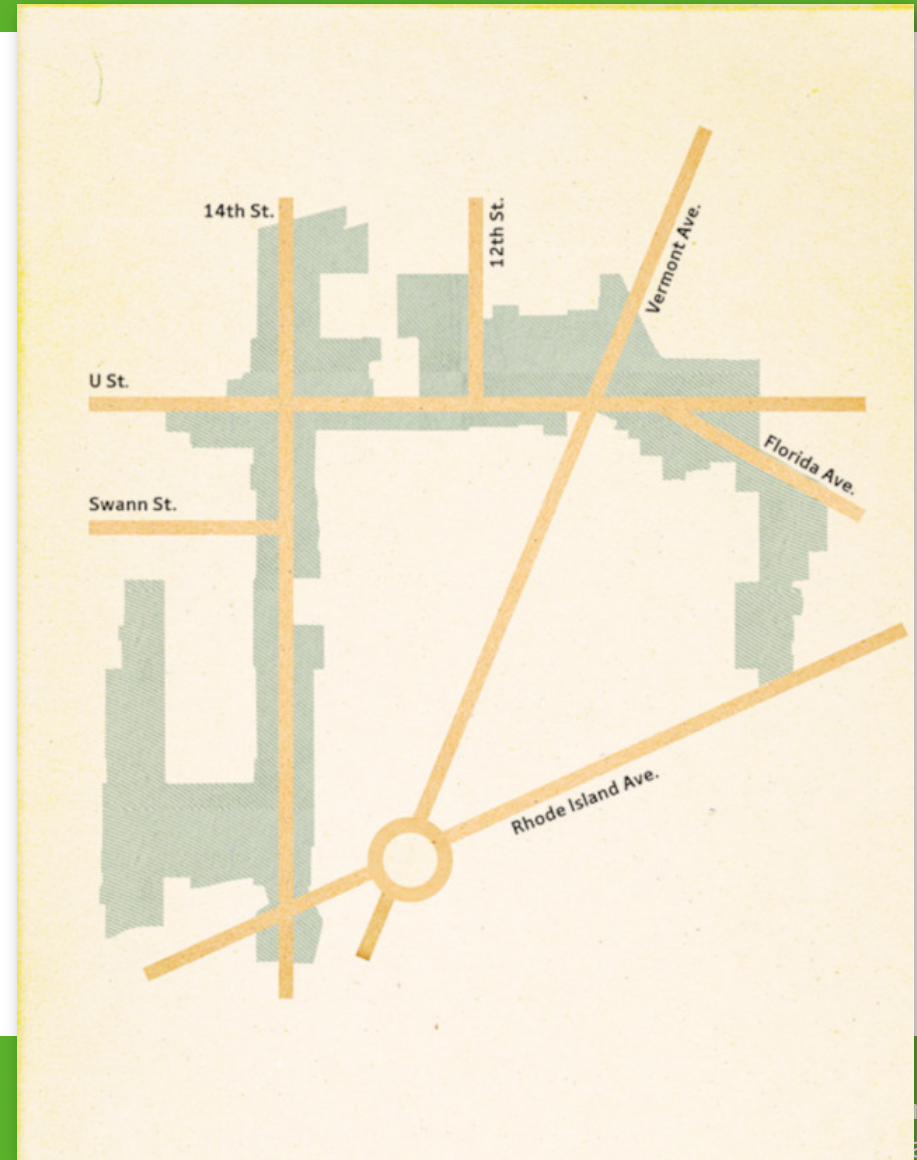 14th St.
12th St.
Vermont Ave.
U St.
Florida Ave.
Swann St.
Rhode Island Ave.